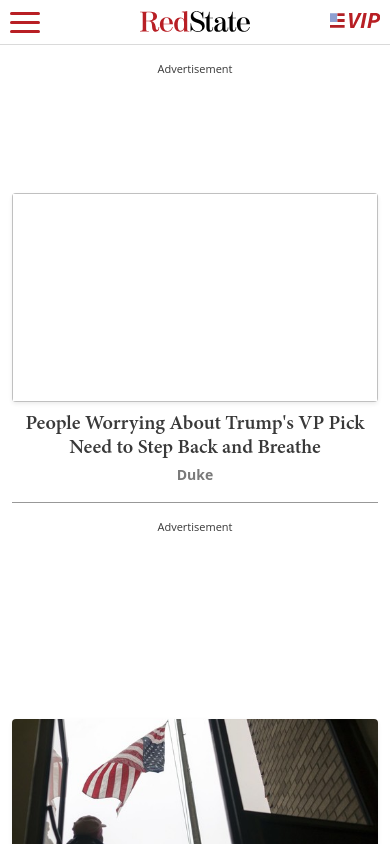 RedState
VIP
Advertisement
People Worrying About Trump's VP Pick
Need to Step Back and Breathe
Duke
Advertisement